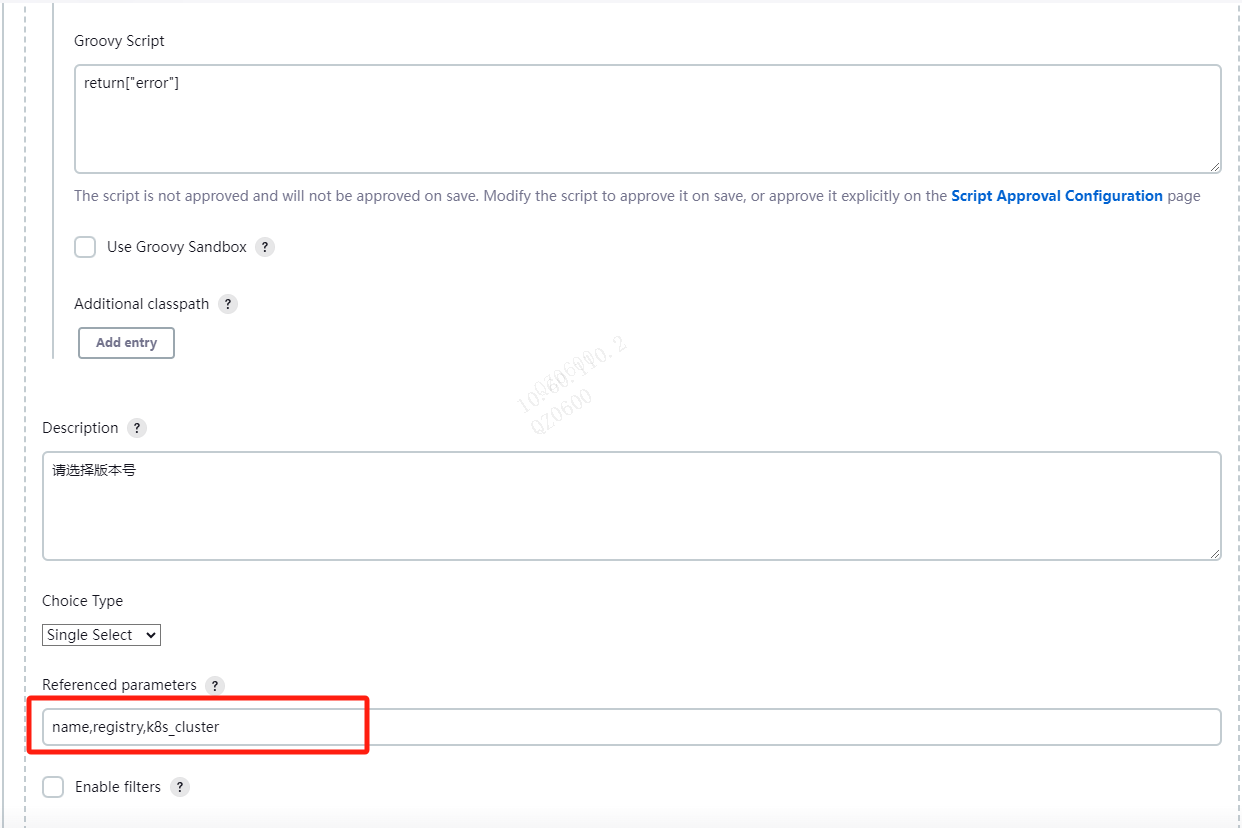 Groovy Script
return["error"]
The script is not approved and will not be approved on save. Modify the script to approve it on save, or approve it explicitly on the Script Approval Configuration page
Use Groovy Sandbox ?
Additional classpath ?
Add entry
QZ0600
Description ?
请选择版本号
Choice Type
Single Select
Referenced parameters ?
name,registry,k8s_cluster
Enable filters ?